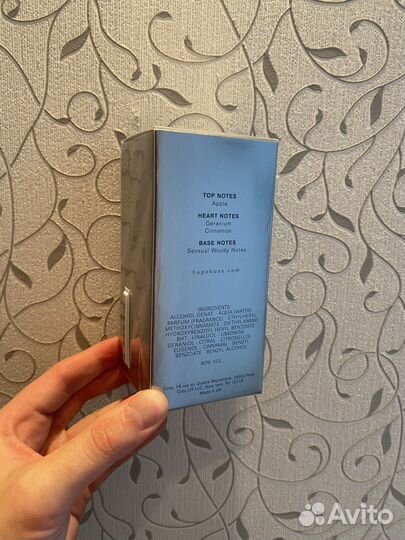 TOP NOTES
Apple
HEART NOTES
Geranium
Cinnamon
BASE NOTES
Sensual Woody Notes
hugoboss.com
INGREDIENTS:
ALCOHOL DENAT. · AQUA (WATER)
PARFUM (FRAGRANCE) · ETHYLHEXYL
METHOXYCINNAMATE · DIETHYLAMINO
HYDROXYBENZOYL HEXYL BENZOATE
BHT · LINALOOL · LIMONENE
GERANIOL · CITRAL · CITRONELLOL
EUGENOL · CINNAMAL · BENZYL
BENZOATE · BENZYL ALCOHOL
80% VOL.
Coty, 14 rue du Quatre Septembre, 75002 Paris
Coty US LLC, New York, NY 10118
Made in UK
Avito